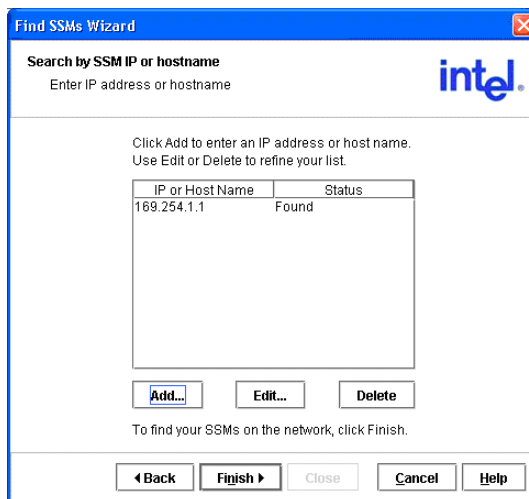 Find SSMs Wizard
Search by SSM IP or hostname
Enter IP address or hostname
intel.
Click Add to enter an IP address or host name.
Use Edit or Delete to refine your list.
IP or Host Name Status
169.254.1.1 Found
Add... Edit... Delete
To find your SSMs on the network, click Finish.
Back Finish Close Cancel Help